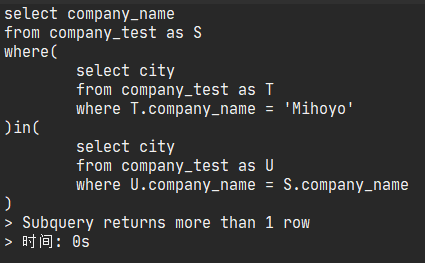 select company_name
from company_test as S
where(
        select city
        from company_test as T
        where T.company_name = 'Mihoyo'
)in(
        select city
        from company_test as U
        where U.company_name = S.company_name
)
> Subquery returns more than 1 row
> 时间: 0s